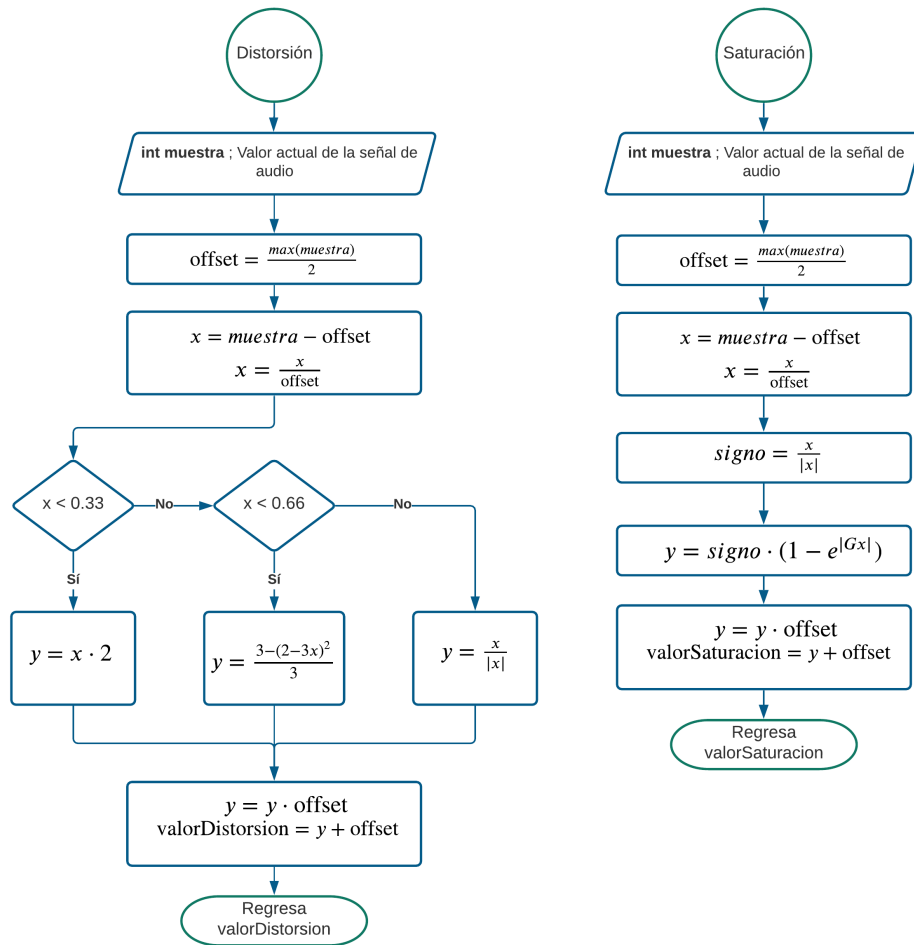 Distorsión
int muestra ; Valor actual de la señal de
audio
offset = max(muestra)/2
x = muestra − offset
x = x/offset
x < 0.33
No
x < 0.66
No
Sí
Sí
y = x · 2
y = (3−(2−3x)²)/3
y = x/|x|
y = y · offset
valorDistorsion = y + offset
Regresa
valorDistorsion
Saturación
int muestra ; Valor actual de la señal de
audio
offset = max(muestra)/2
x = muestra − offset
x = x/offset
signo = x/|x|
y = signo · (1 − e^|Gx|)
y = y · offset
valorSaturacion = y + offset
Regresa
valorSaturacion